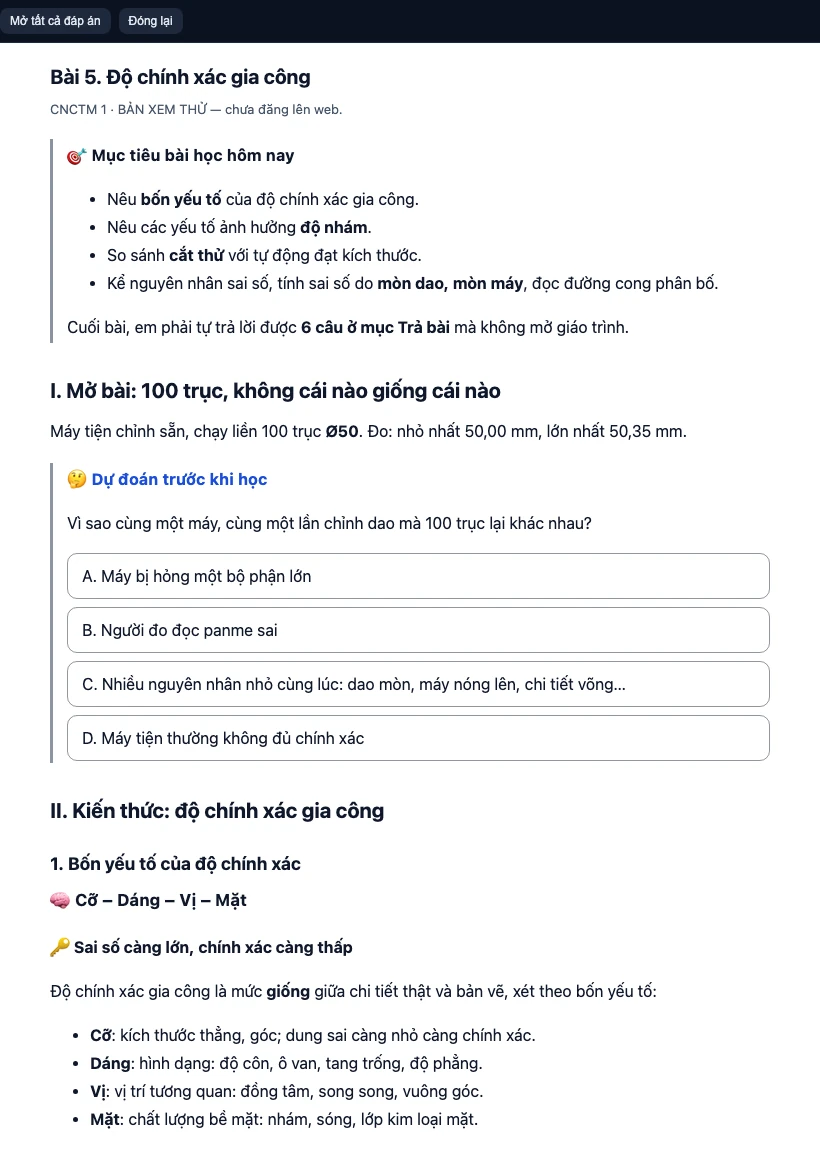 Mở tất cả đáp án
Đóng lại
Bài 5. Độ chính xác gia công
CNCTM 1 · BẢN XEM THỬ — chưa đăng lên web.
🎯 Mục tiêu bài học hôm nay
• Nêu bốn yếu tố của độ chính xác gia công.
• Nêu các yếu tố ảnh hưởng độ nhám.
• So sánh cắt thử với tự động đạt kích thước.
• Kể nguyên nhân sai số, tính sai số do mòn dao, mòn máy, đọc đường cong phân bố.
Cuối bài, em phải tự trả lời được 6 câu ở mục Trả bài mà không mở giáo trình.
I. Mở bài: 100 trục, không cái nào giống cái nào
Máy tiện chỉnh sẵn, chạy liền 100 trục Ø50. Đo: nhỏ nhất 50,00 mm, lớn nhất 50,35 mm.
🤔 Dự đoán trước khi học
Vì sao cùng một máy, cùng một lần chỉnh dao mà 100 trục lại khác nhau?
A. Máy bị hỏng một bộ phận lớn
B. Người đo đọc panme sai
C. Nhiều nguyên nhân nhỏ cùng lúc: dao mòn, máy nóng lên, chi tiết võng...
D. Máy tiện thường không đủ chính xác
II. Kiến thức: độ chính xác gia công
1. Bốn yếu tố của độ chính xác
🧠 Cỡ – Dáng – Vị – Mặt
🔑 Sai số càng lớn, chính xác càng thấp
Độ chính xác gia công là mức giống giữa chi tiết thật và bản vẽ, xét theo bốn yếu tố:
• Cỡ: kích thước thẳng, góc; dung sai càng nhỏ càng chính xác.
• Dáng: hình dạng: độ côn, ô van, tang trống, độ phẳng.
• Vị: vị trí tương quan: đồng tâm, song song, vuông góc.
• Mặt: chất lượng bề mặt: nhám, sóng, lớp kim loại mặt.